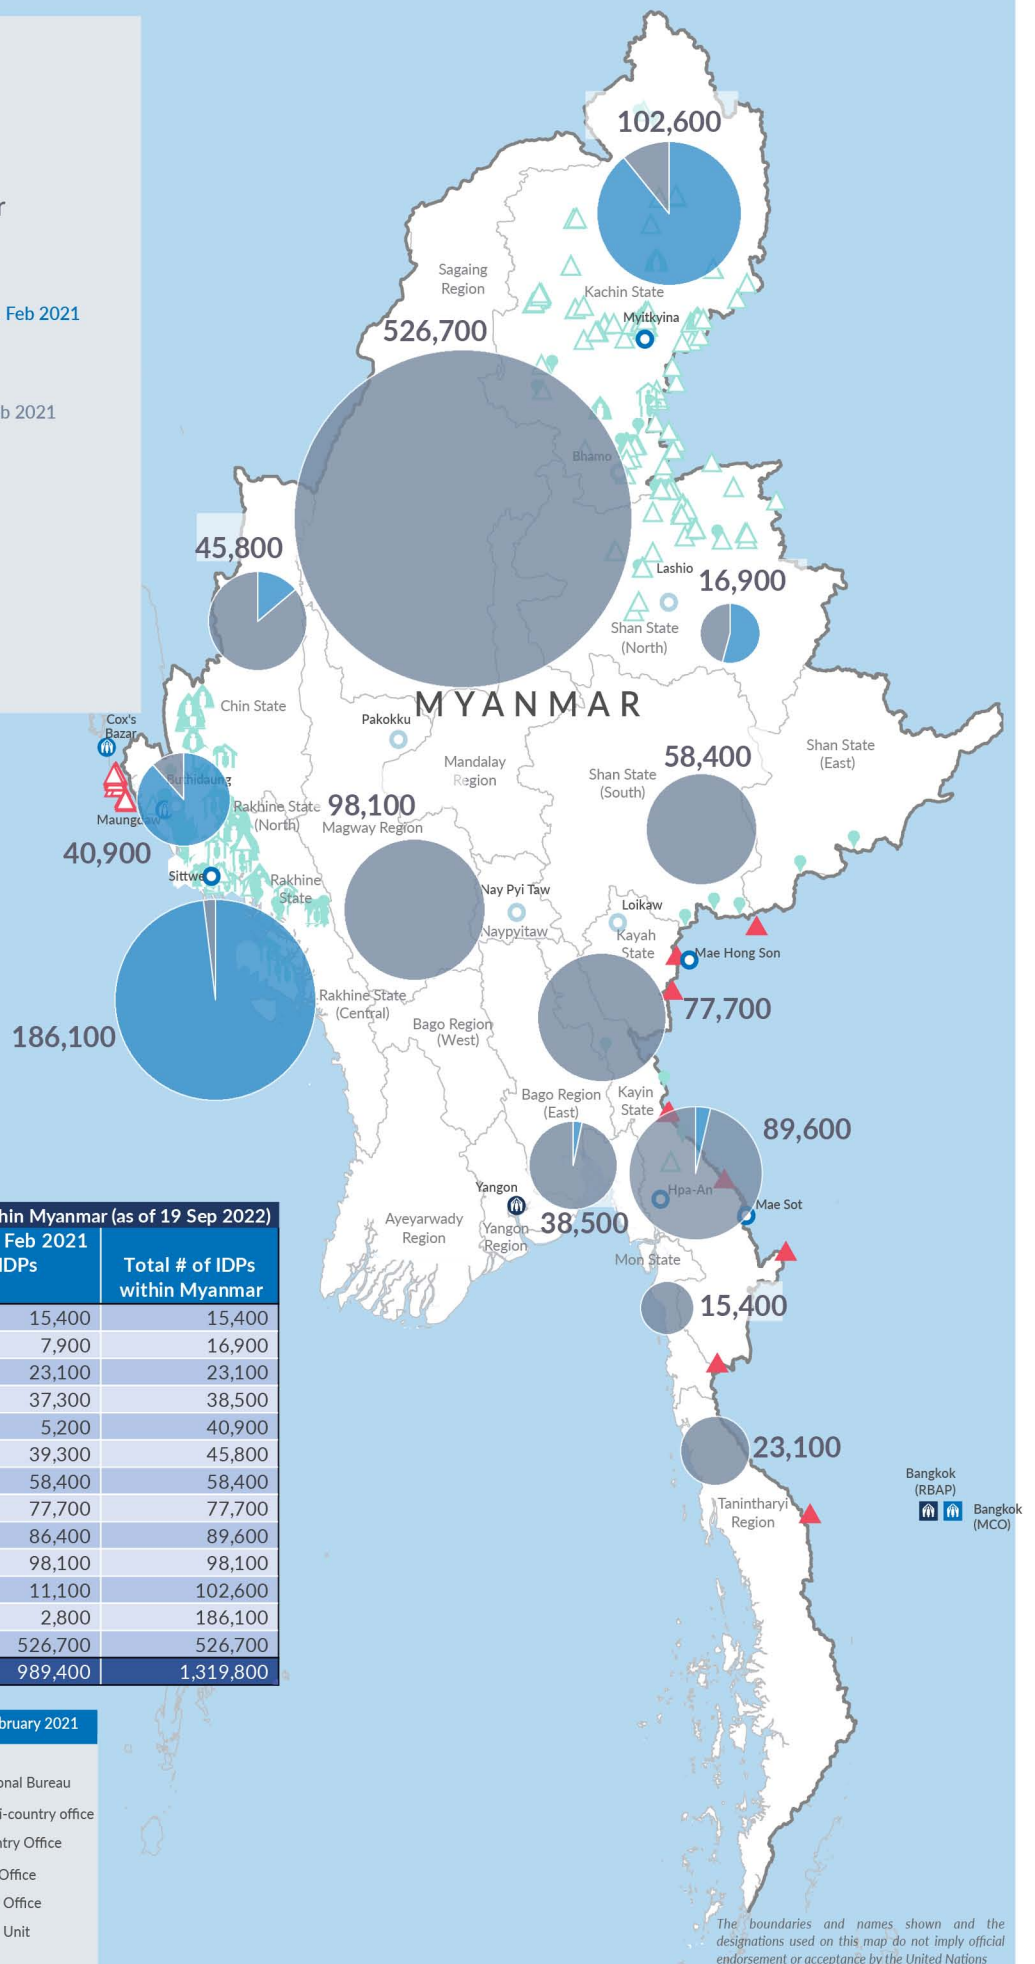 r
Feb 2021
b 2021
102,600
Sagaing
Region
Kachin State
Myitkyina
526,700
Bhamo
45,800
Lashio
16,900
Shan State
(North)
MYANMAR
Chin State
Pakokku
Cox's
Bazar
Mandalay
Region
58,400
Shan State
(South)
Shan State
(East)
Buthidaung
Rakhine State
(North)
98,100
Magway Region
Maungdaw
40,900
Sittwe
Rakhine
State
Nay Pyi Taw
Naypyitaw
Loikaw
Kayah
State
Mae Hong Son
Rakhine State
(Central)
77,700
Bago Region
(West)
186,100
Bago Region
(East)
Kayin
State
89,600
Yangon
Hpa-An
Mae Sot
Ayeyarwady
Region
Yangon
Region
38,500
Mon State
15,400
23,100
Tanintharyi
Region
Bangkok
(RBAP)
Bangkok
(MCO)
hin Myanmar (as of 19 Sep 2022)
Feb 2021
IDPs
Total # of IDPs
within Myanmar
15,400 15,400
7,900 16,900
23,100 23,100
37,300 38,500
5,200 40,900
39,300 45,800
58,400 58,400
77,700 77,700
86,400 89,600
98,100 98,100
11,100 102,600
2,800 186,100
526,700 526,700
989,400 1,319,800
bruary 2021
onal Bureau
i-country office
ntry Office
Office
Office
Unit
The boundaries and names shown and the
designations used on this map do not imply official
endorsement or acceptance by the United Nations